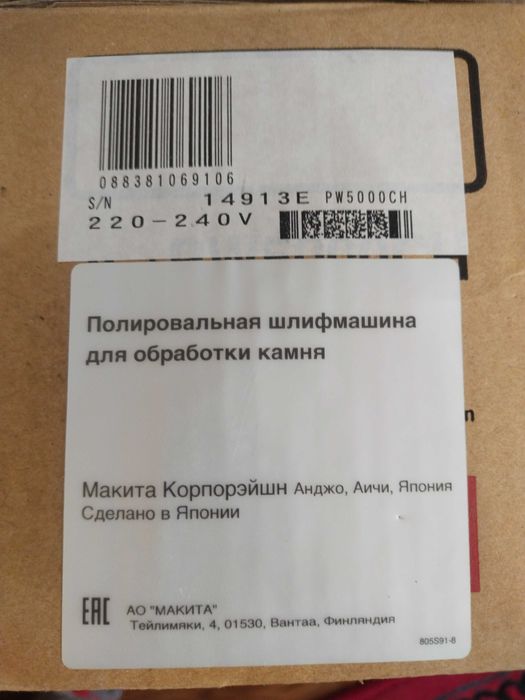 088381069106
S/N 14913E PW5000CH
220-240V
Полировальная шлифмашина
для обработки камня
n
Макита Корпорэйшн Анджо, Аичи, Япония
Сделано в Японии
EAC
АО "МАКИТА"
Тейлимяки, 4, 01530, Вантаа, Финляндия
805S91-8